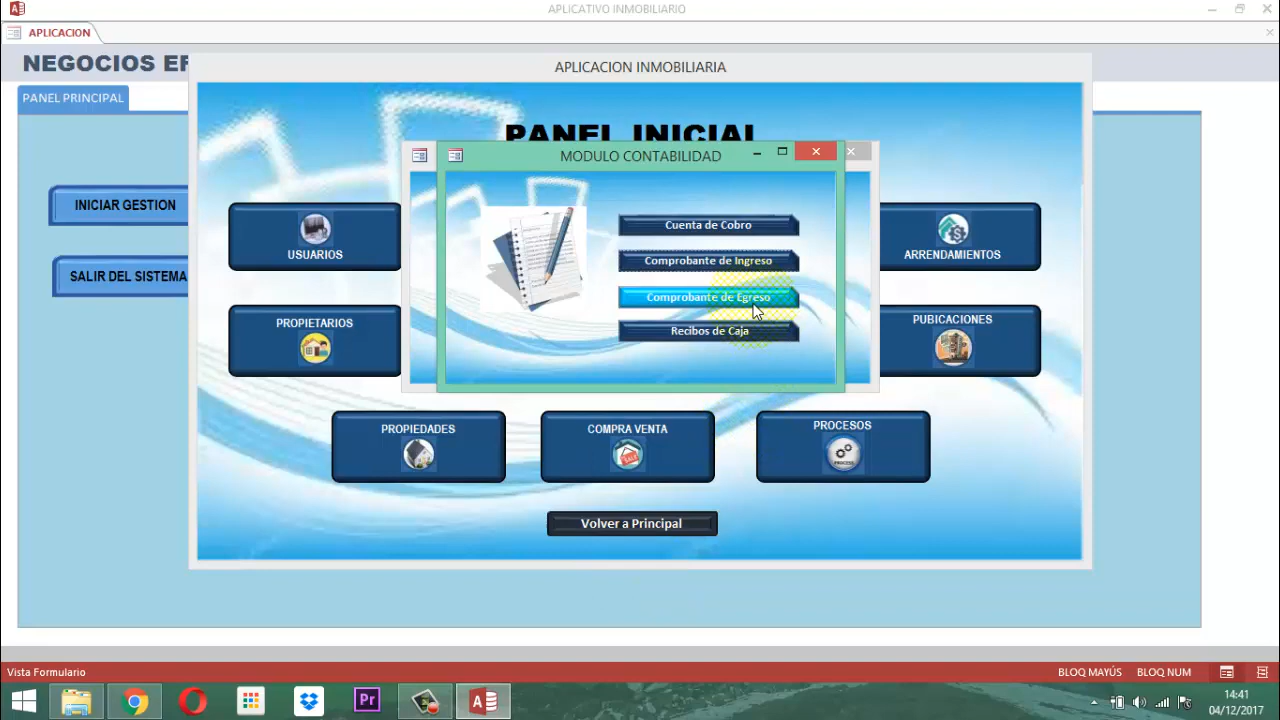 APLICATIVO INMOBILIARIO
APLICACION
NEGOCIOS
PANEL PRINCIPAL
INICIAR GESTION
SALIR DEL SISTEMA
APLICACION INMOBILIARIA
PANEL INICIAL
MODULO CONTABILIDAD
Cuenta de Cobro
Comprobante de Ingreso
Comprobante de Egreso
Recibos de Caja
USUARIOS
ARRENDAMIENTOS
PROPIETARIOS
PUBICACIONES
PROPIEDADES
COMPRA VENTA
PROCESOS
PROCESS
Volver a Principal
Vista Formulario
BLOQ MAYÚS
BLOQ NUM
Pr
14:41
04/12/2017